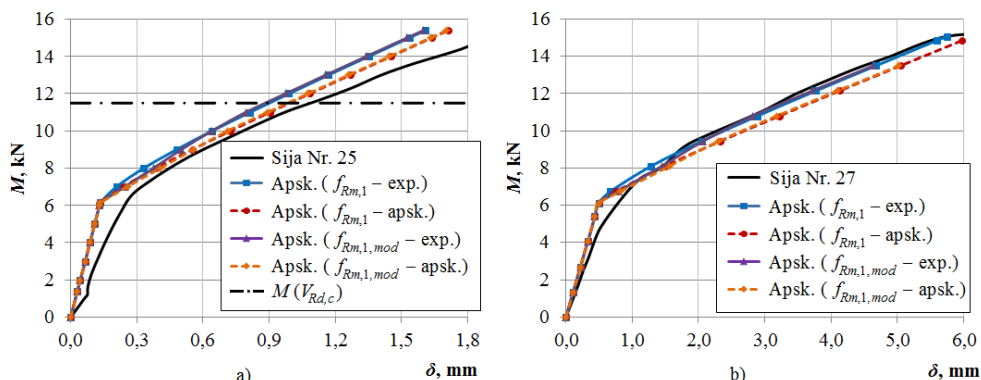 M, kN
16
14
12
10
8
6
4
2
0
Sija Nr. 25
Apsk. ( fRm,1 – exp.)
Apsk. ( fRm,1 – apsk.)
Apsk. ( fRm,1,mod – exp.)
Apsk. ( fRm,1,mod – apsk.)
M (VRd,c)
0,0 0,3 0,6 0,9 1,2 1,5 1,8
a)
δ, mm
M, kN
16
14
12
10
8
6
4
2
0
Sija Nr. 27
Apsk. ( fRm,1 – exp.)
Apsk. ( fRm,1 – apsk.)
Apsk. ( fRm,1,mod – exp.)
Apsk. ( fRm,1,mod – apsk.)
0,0 1,0 2,0 3,0 4,0 5,0 6,0
b)
δ, mm